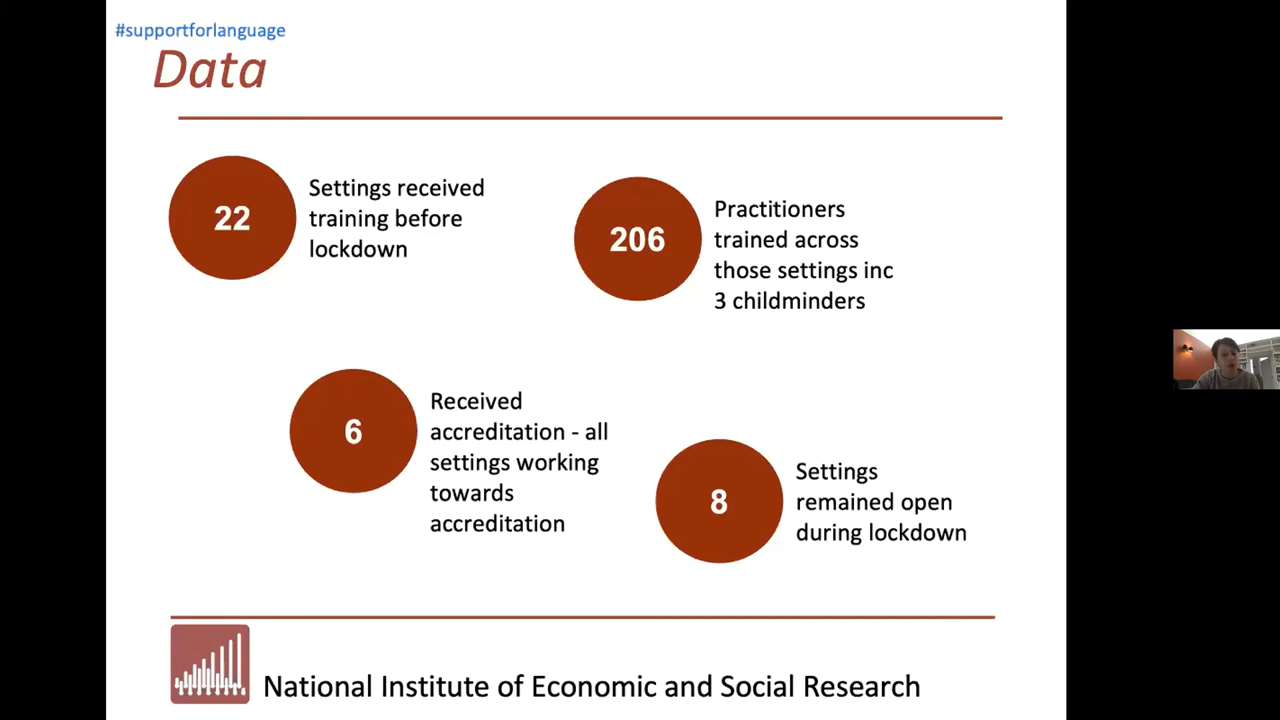 #supportforlanguage
Data
22
Settings received
training before
lockdown
206
Practitioners
trained across
those settings inc
3 childminders
6
Received
accreditation - all
settings working
towards
accreditation
8
Settings
remained open
during lockdown
National Institute of Economic and Social Research